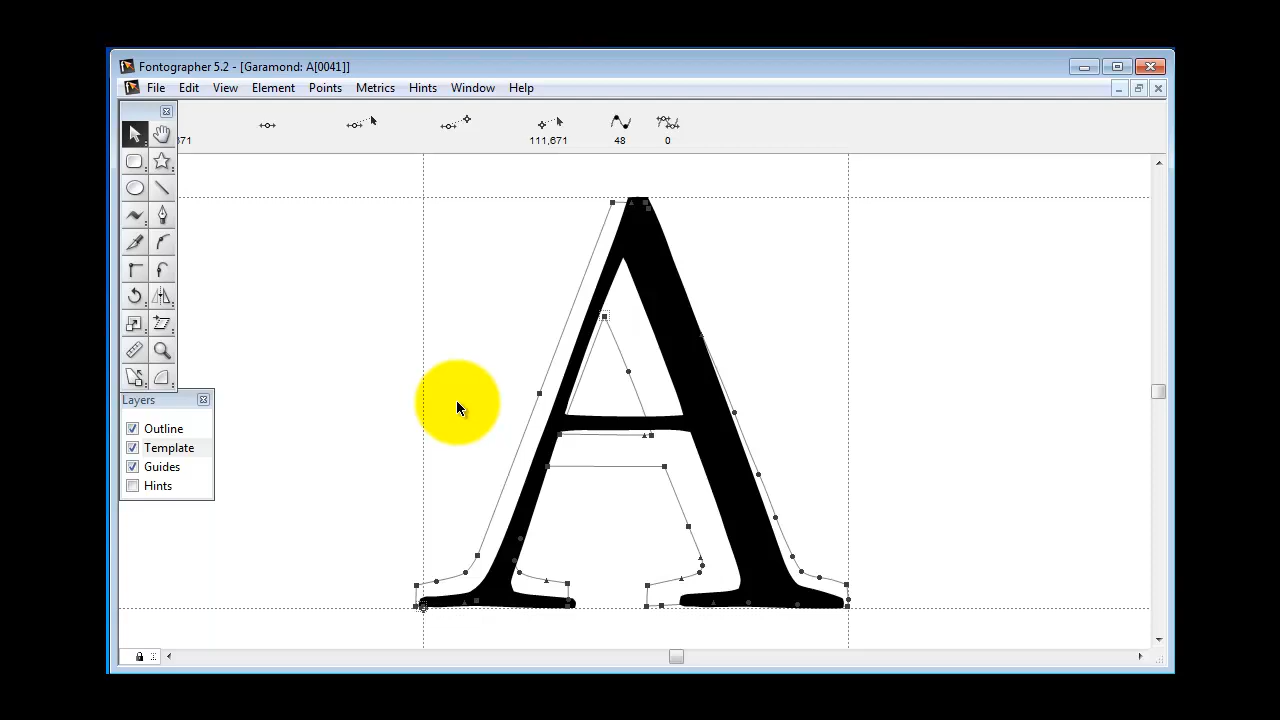 Fontographer 5.2 - [Garamond: A[0041]]
File Edit View Element Points Metrics Hints Window Help
371 111,671 48 0
A
Layers
Outline
Template
Guides
Hints